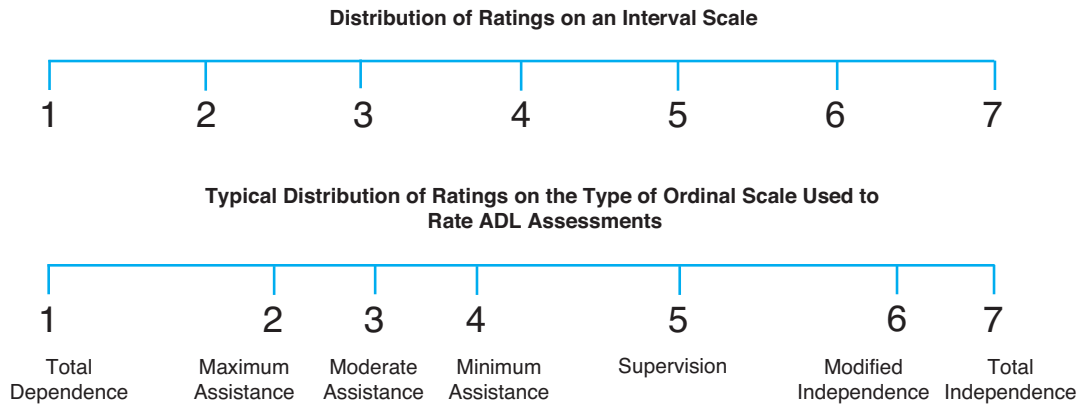 Distribution of Ratings on an Interval Scale
1 2 3 4 5 6 7
Typical Distribution of Ratings on the Type of Ordinal Scale Used to
Rate ADL Assessments
1 2 3 4 5 6 7
Total Dependence
Maximum Assistance
Moderate Assistance
Minimum Assistance
Supervision
Modified Independence
Total Independence